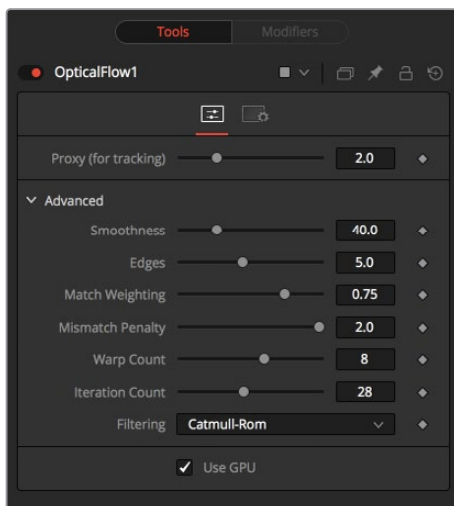 Tools Modifiers
OpticalFlow1
Proxy (for tracking) 2.0
Advanced
Smoothness 40.0
Edges 5.0
Match Weighting 0.75
Mismatch Penalty 2.0
Warp Count 8
Iteration Count 28
Filtering Catmull-Rom
Use GPU